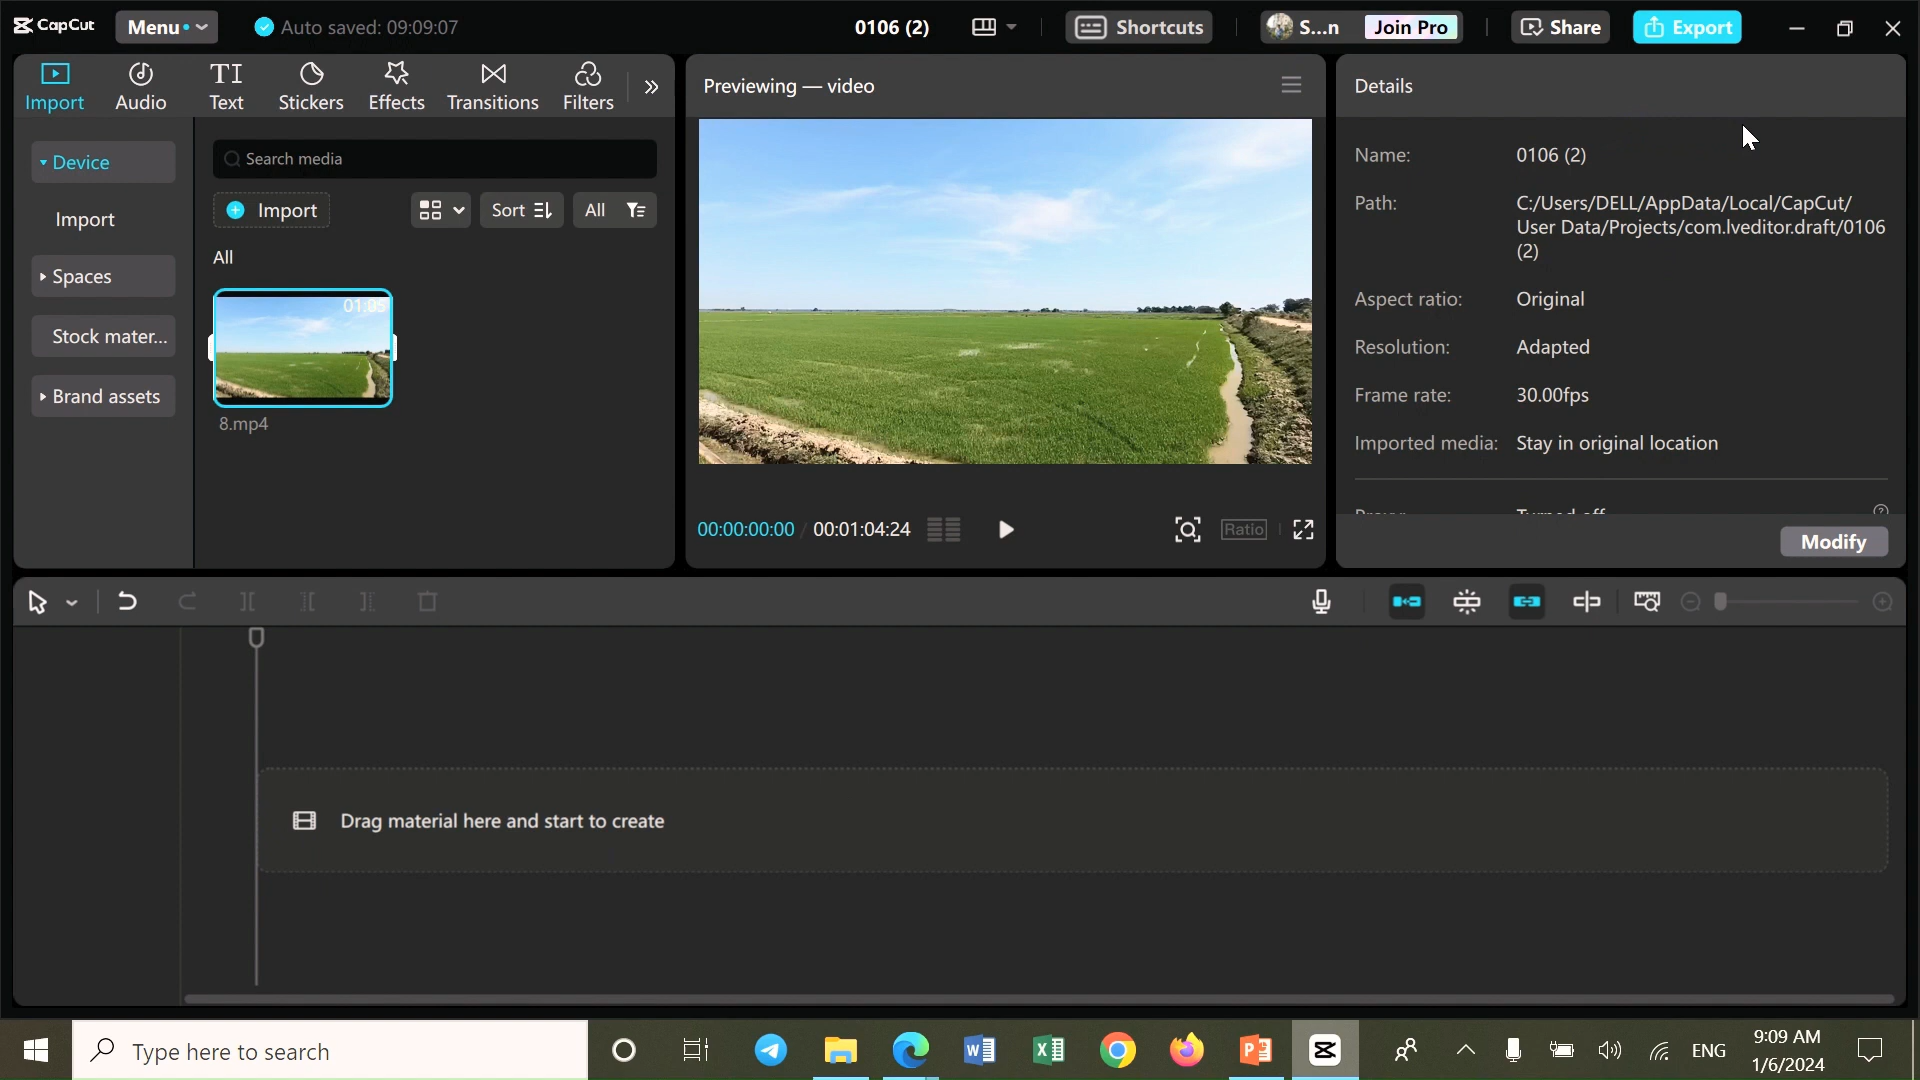 CapCut Menu Auto saved: 09:09:07 0106 (2) Shortcuts S...n Join Pro Share Export
Import Audio Text Stickers Effects Transitions Filters
Device
Import
Spaces
Stock mater...
Brand assets
Search media
Import Sort All
All
01:05
8.mp4
Previewing — video
00:00:00:00 / 00:01:04:24 Ratio
Details
Name: 0106 (2)
Path: C:/Users/DELL/AppData/Local/CapCut/
User Data/Projects/com.lveditor.draft/0106
(2)
Aspect ratio: Original
Resolution: Adapted
Frame rate: 30.00fps
Imported media: Stay in original location
Modify
Drag material here and start to create
Type here to search ENG 9:09 AM
1/6/2024